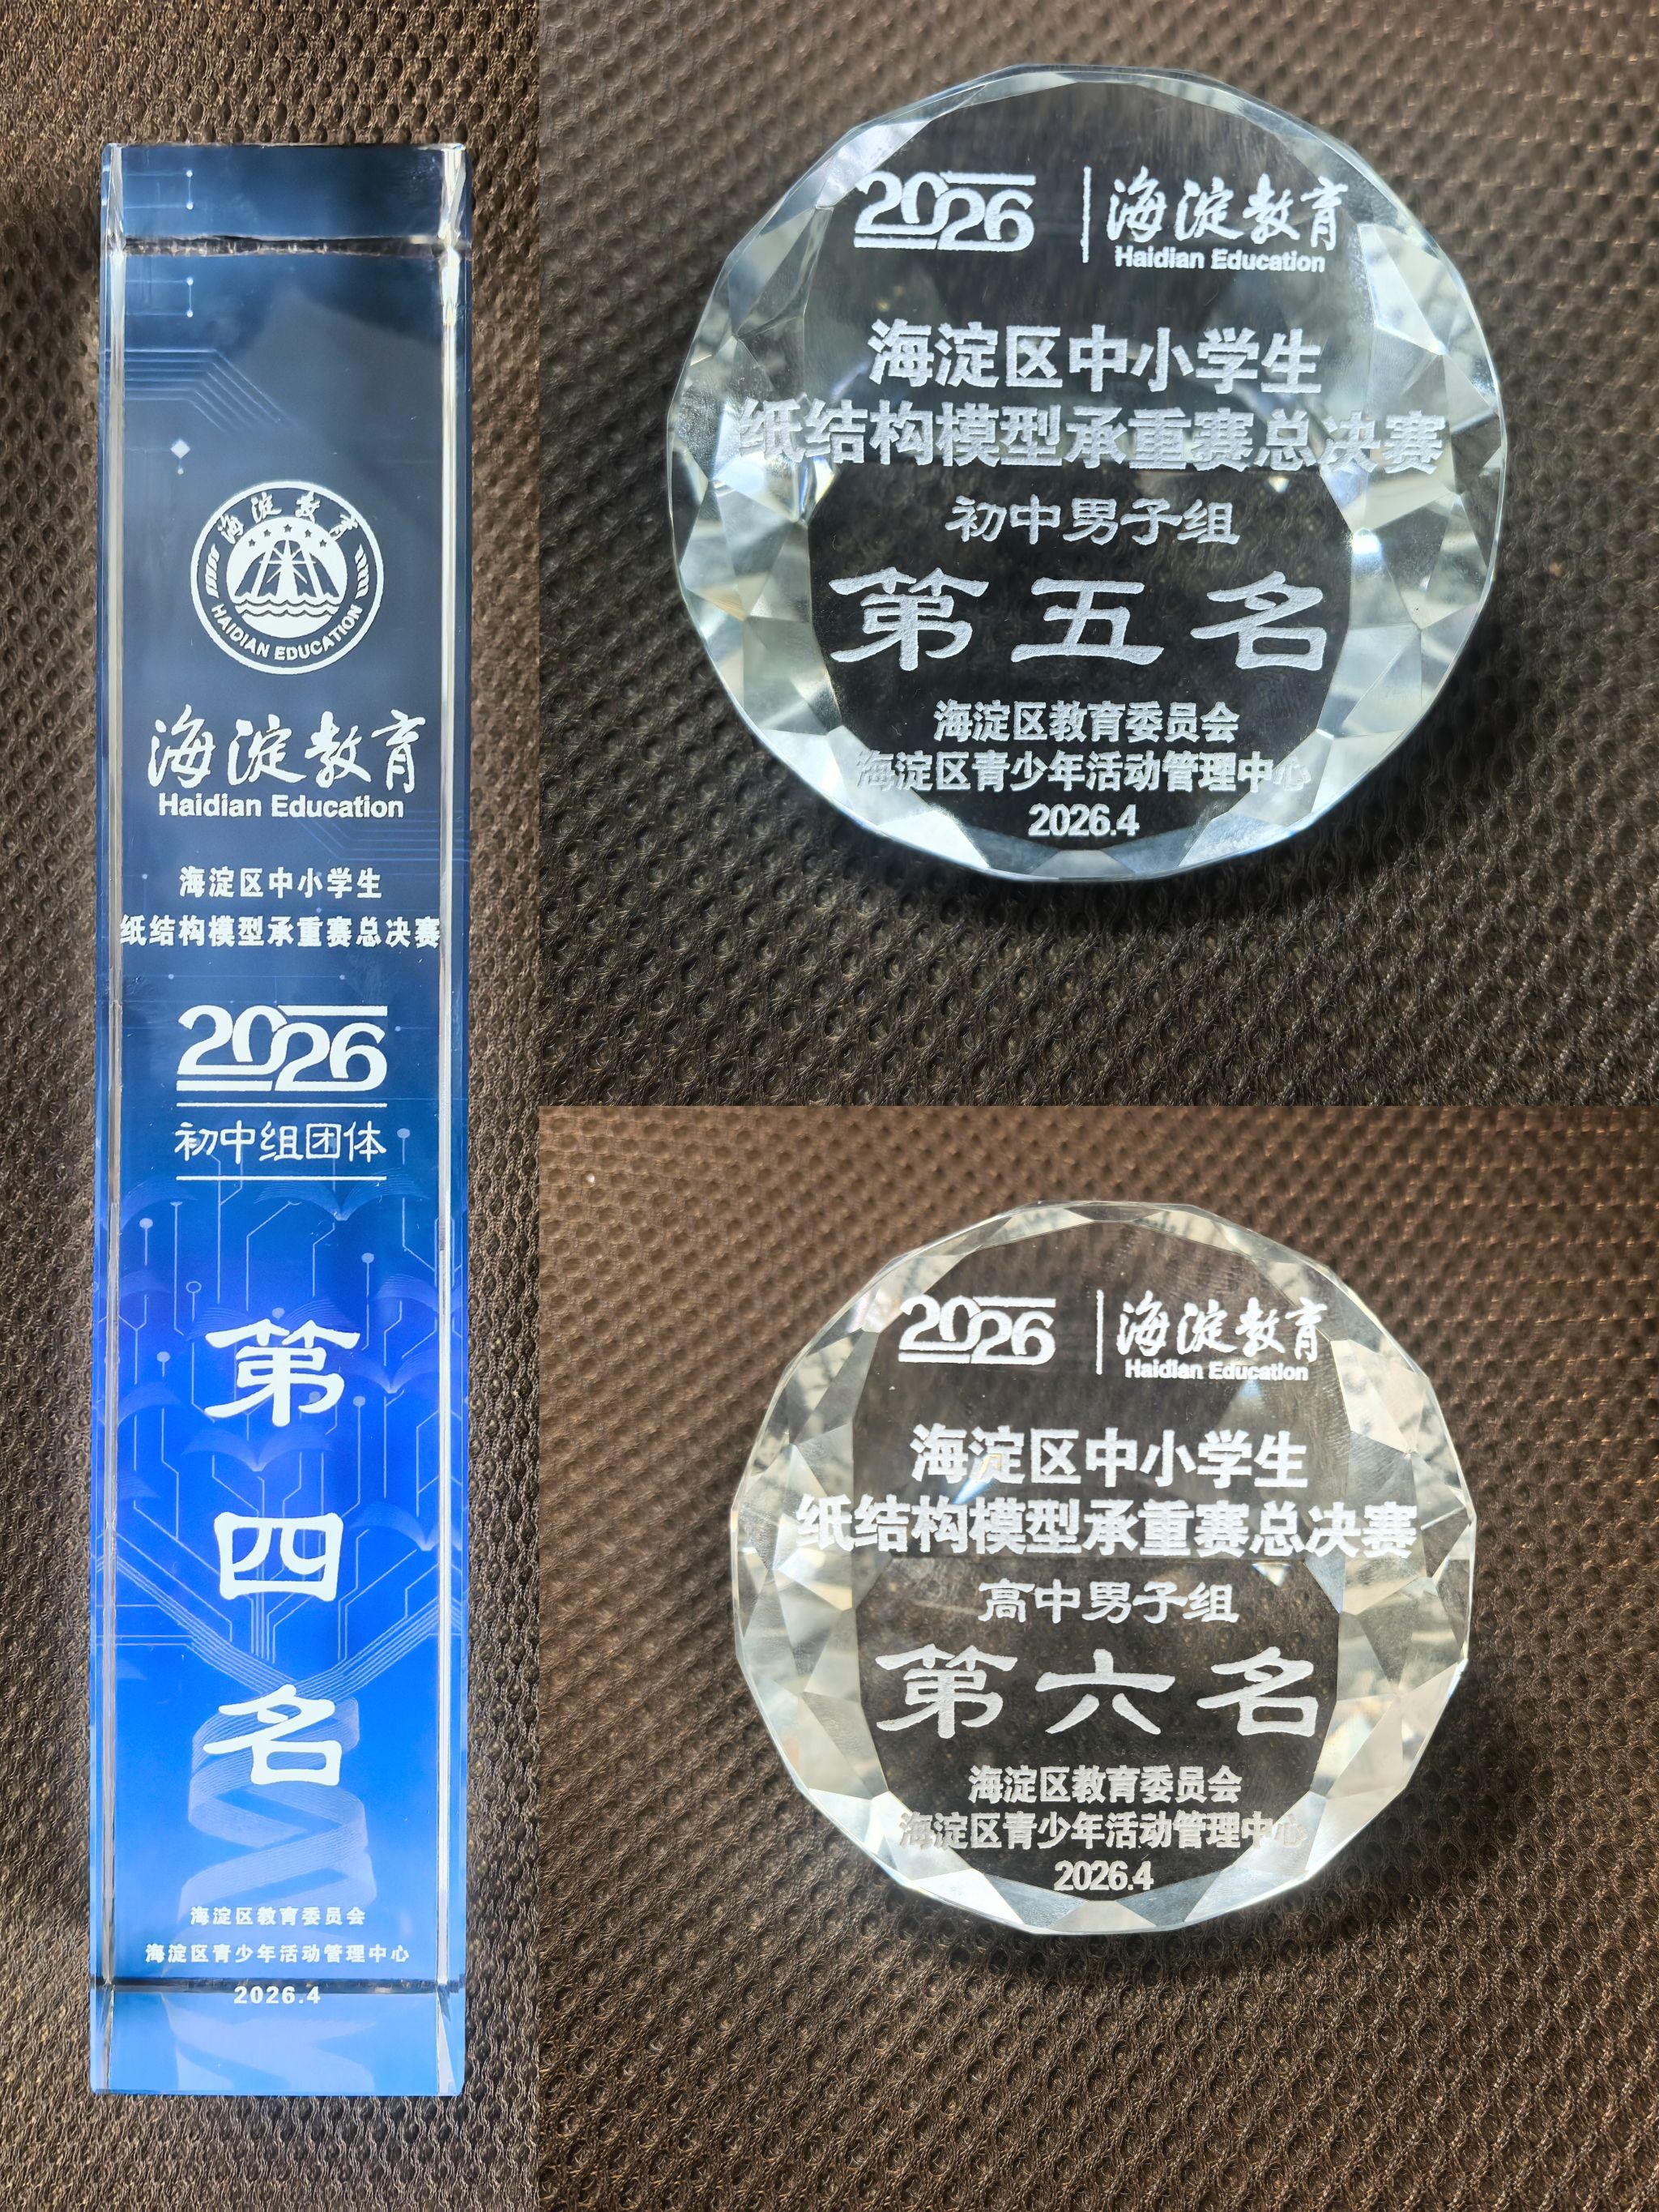 海淀教育
HAIDIAN EDUCATION
海淀教育
Haidian Education
海淀区中小学生
纸结构模型承重赛总决赛
2026
初中组团体
第
四
名
海淀区教育委员会
海淀区青少年活动管理中心
2026.4
2026 | 海淀教育
Haidian Education
海淀区中小学生
纸结构模型承重赛总决赛
初中男子组
第五名
海淀区教育委员会
海淀区青少年活动管理中心
2026.4
2026 | 海淀教育
Haidian Education
海淀区中小学生
纸结构模型承重赛总决赛
高中男子组
第六名
海淀区教育委员会
海淀区青少年活动管理中心
2026.4